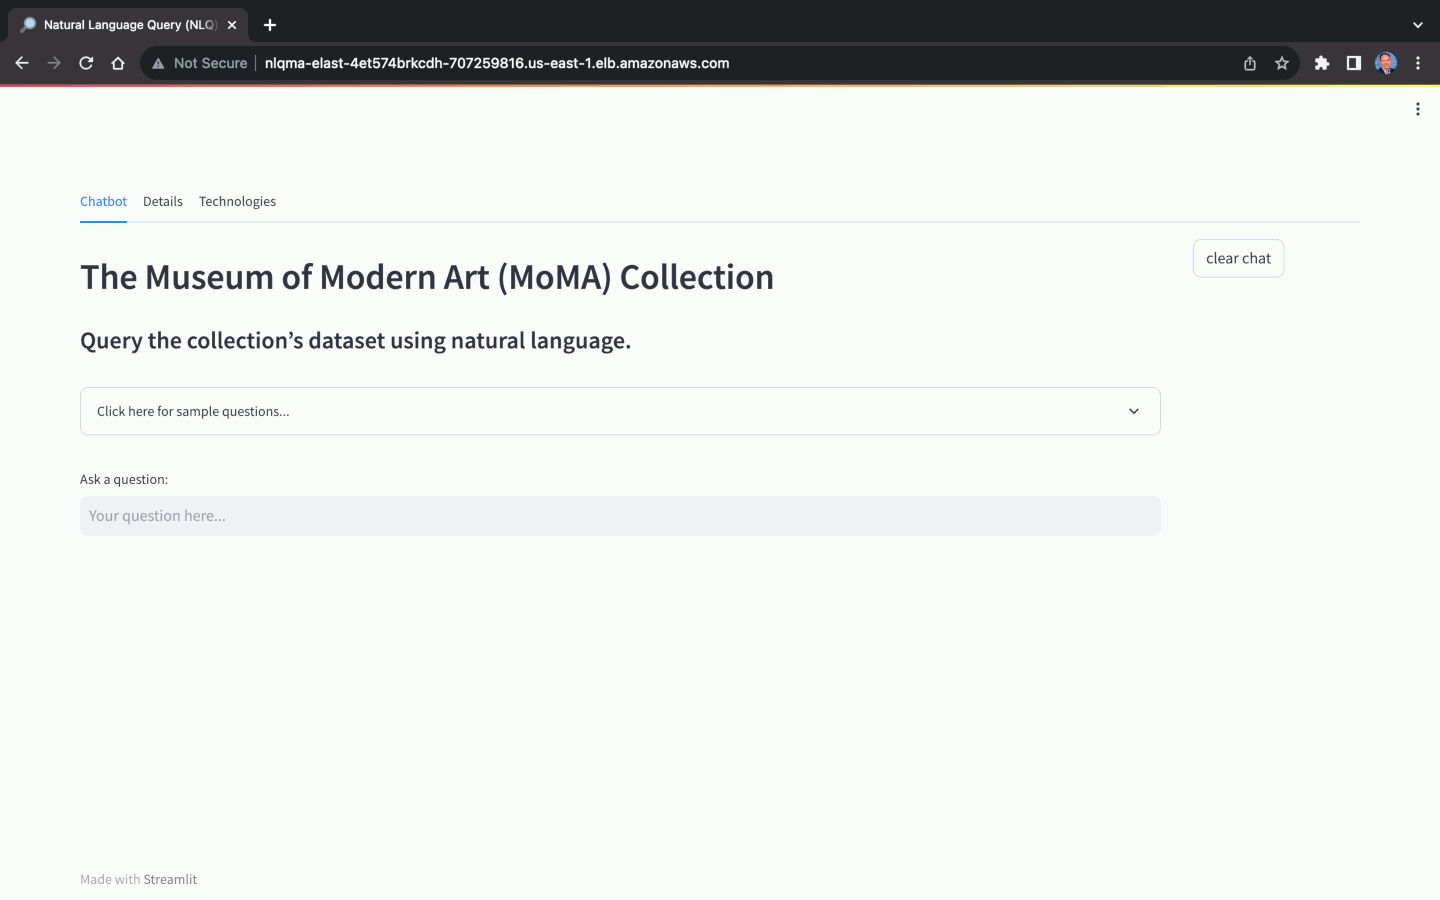 Natural Language Query (NLQ)
Not Secure nlqma-elast-4et574brkcdh-707259816.us-east-1.elb.amazonaws.com
Chatbot Details Technologies
clear chat
The Museum of Modern Art (MoMA) Collection
Query the collection’s dataset using natural language.
Click here for sample questions...
Ask a question:
Your question here...
Made with Streamlit